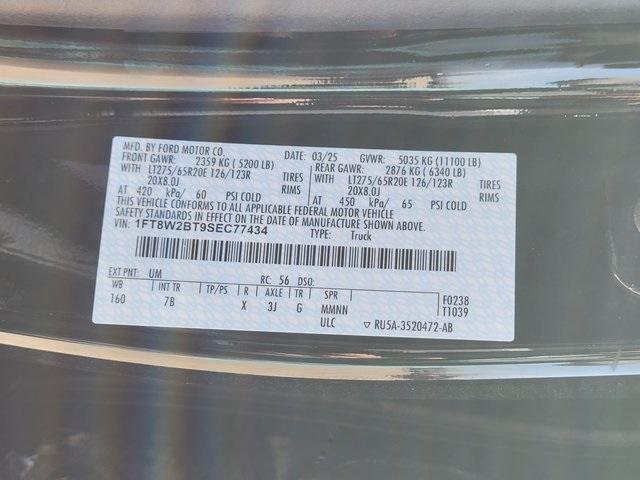 MFD. BY FORD MOTOR CO. DATE: 03/25 GVWR: 5035 KG (11100 LB)
FRONT GAWR: 2359 KG (5200 LB) REAR GAWR: 2876 KG (6340 LB)
WITH LT275/65R20E 126/123R TIRES WITH LT275/65R20E 126/123R TIRES
20X8.0J RIMS 20X8.0J RIMS
AT 420 kPa/ 60 PSI COLD AT 450 kPa/ 65 PSI COLD
THIS VEHICLE CONFORMS TO ALL APPLICABLE FEDERAL MOTOR VEHICLE
SAFETY STANDARDS IN EFFECT ON THE DATE OF MANUFACTURE SHOWN ABOVE.
VIN: 1FT8W2BT9SEC77434 TYPE: Truck
EXT PNT: UM RC: 56 DSO:
WB INT TR TP/PS R AXLE TR SPR F0238
160 7B X 3J G MMNN T1039
ULC ▽ RU5A-3520472-AB